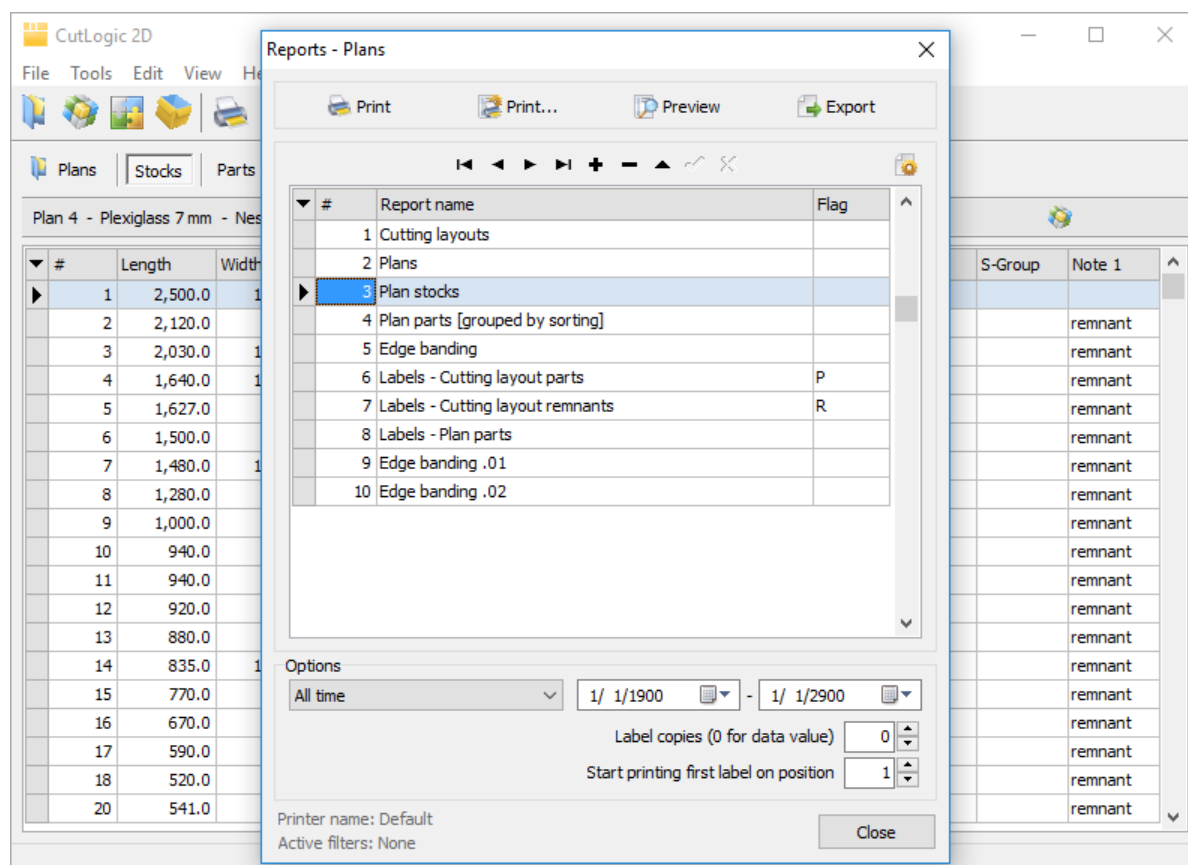 CutLogic 2D
File Tools Edit View He
Plans Stocks Parts
Plan 4 - Plexiglass 7 mm - Nes
# Length Width S-Group Note 1
1 2,500.0 1
2 2,120.0 remnant
3 2,030.0 1 remnant
4 1,640.0 1 remnant
5 1,627.0 remnant
6 1,500.0 remnant
7 1,480.0 1 remnant
8 1,280.0 remnant
9 1,000.0 remnant
10 940.0 remnant
11 940.0 remnant
12 920.0 remnant
13 880.0 remnant
14 835.0 1 remnant
15 770.0 remnant
16 670.0 remnant
17 590.0 remnant
18 520.0 remnant
20 541.0 remnant
Reports - Plans
Print Print... Preview Export
# Report name Flag
1 Cutting layouts
2 Plans
3 Plan stocks
4 Plan parts [grouped by sorting]
5 Edge banding
6 Labels - Cutting layout parts P
7 Labels - Cutting layout remnants R
8 Labels - Plan parts
9 Edge banding .01
10 Edge banding .02
Options
All time 1/ 1/1900 - 1/ 1/2900
Label copies (0 for data value) 0
Start printing first label on position 1
Printer name: Default
Active filters: None
Close